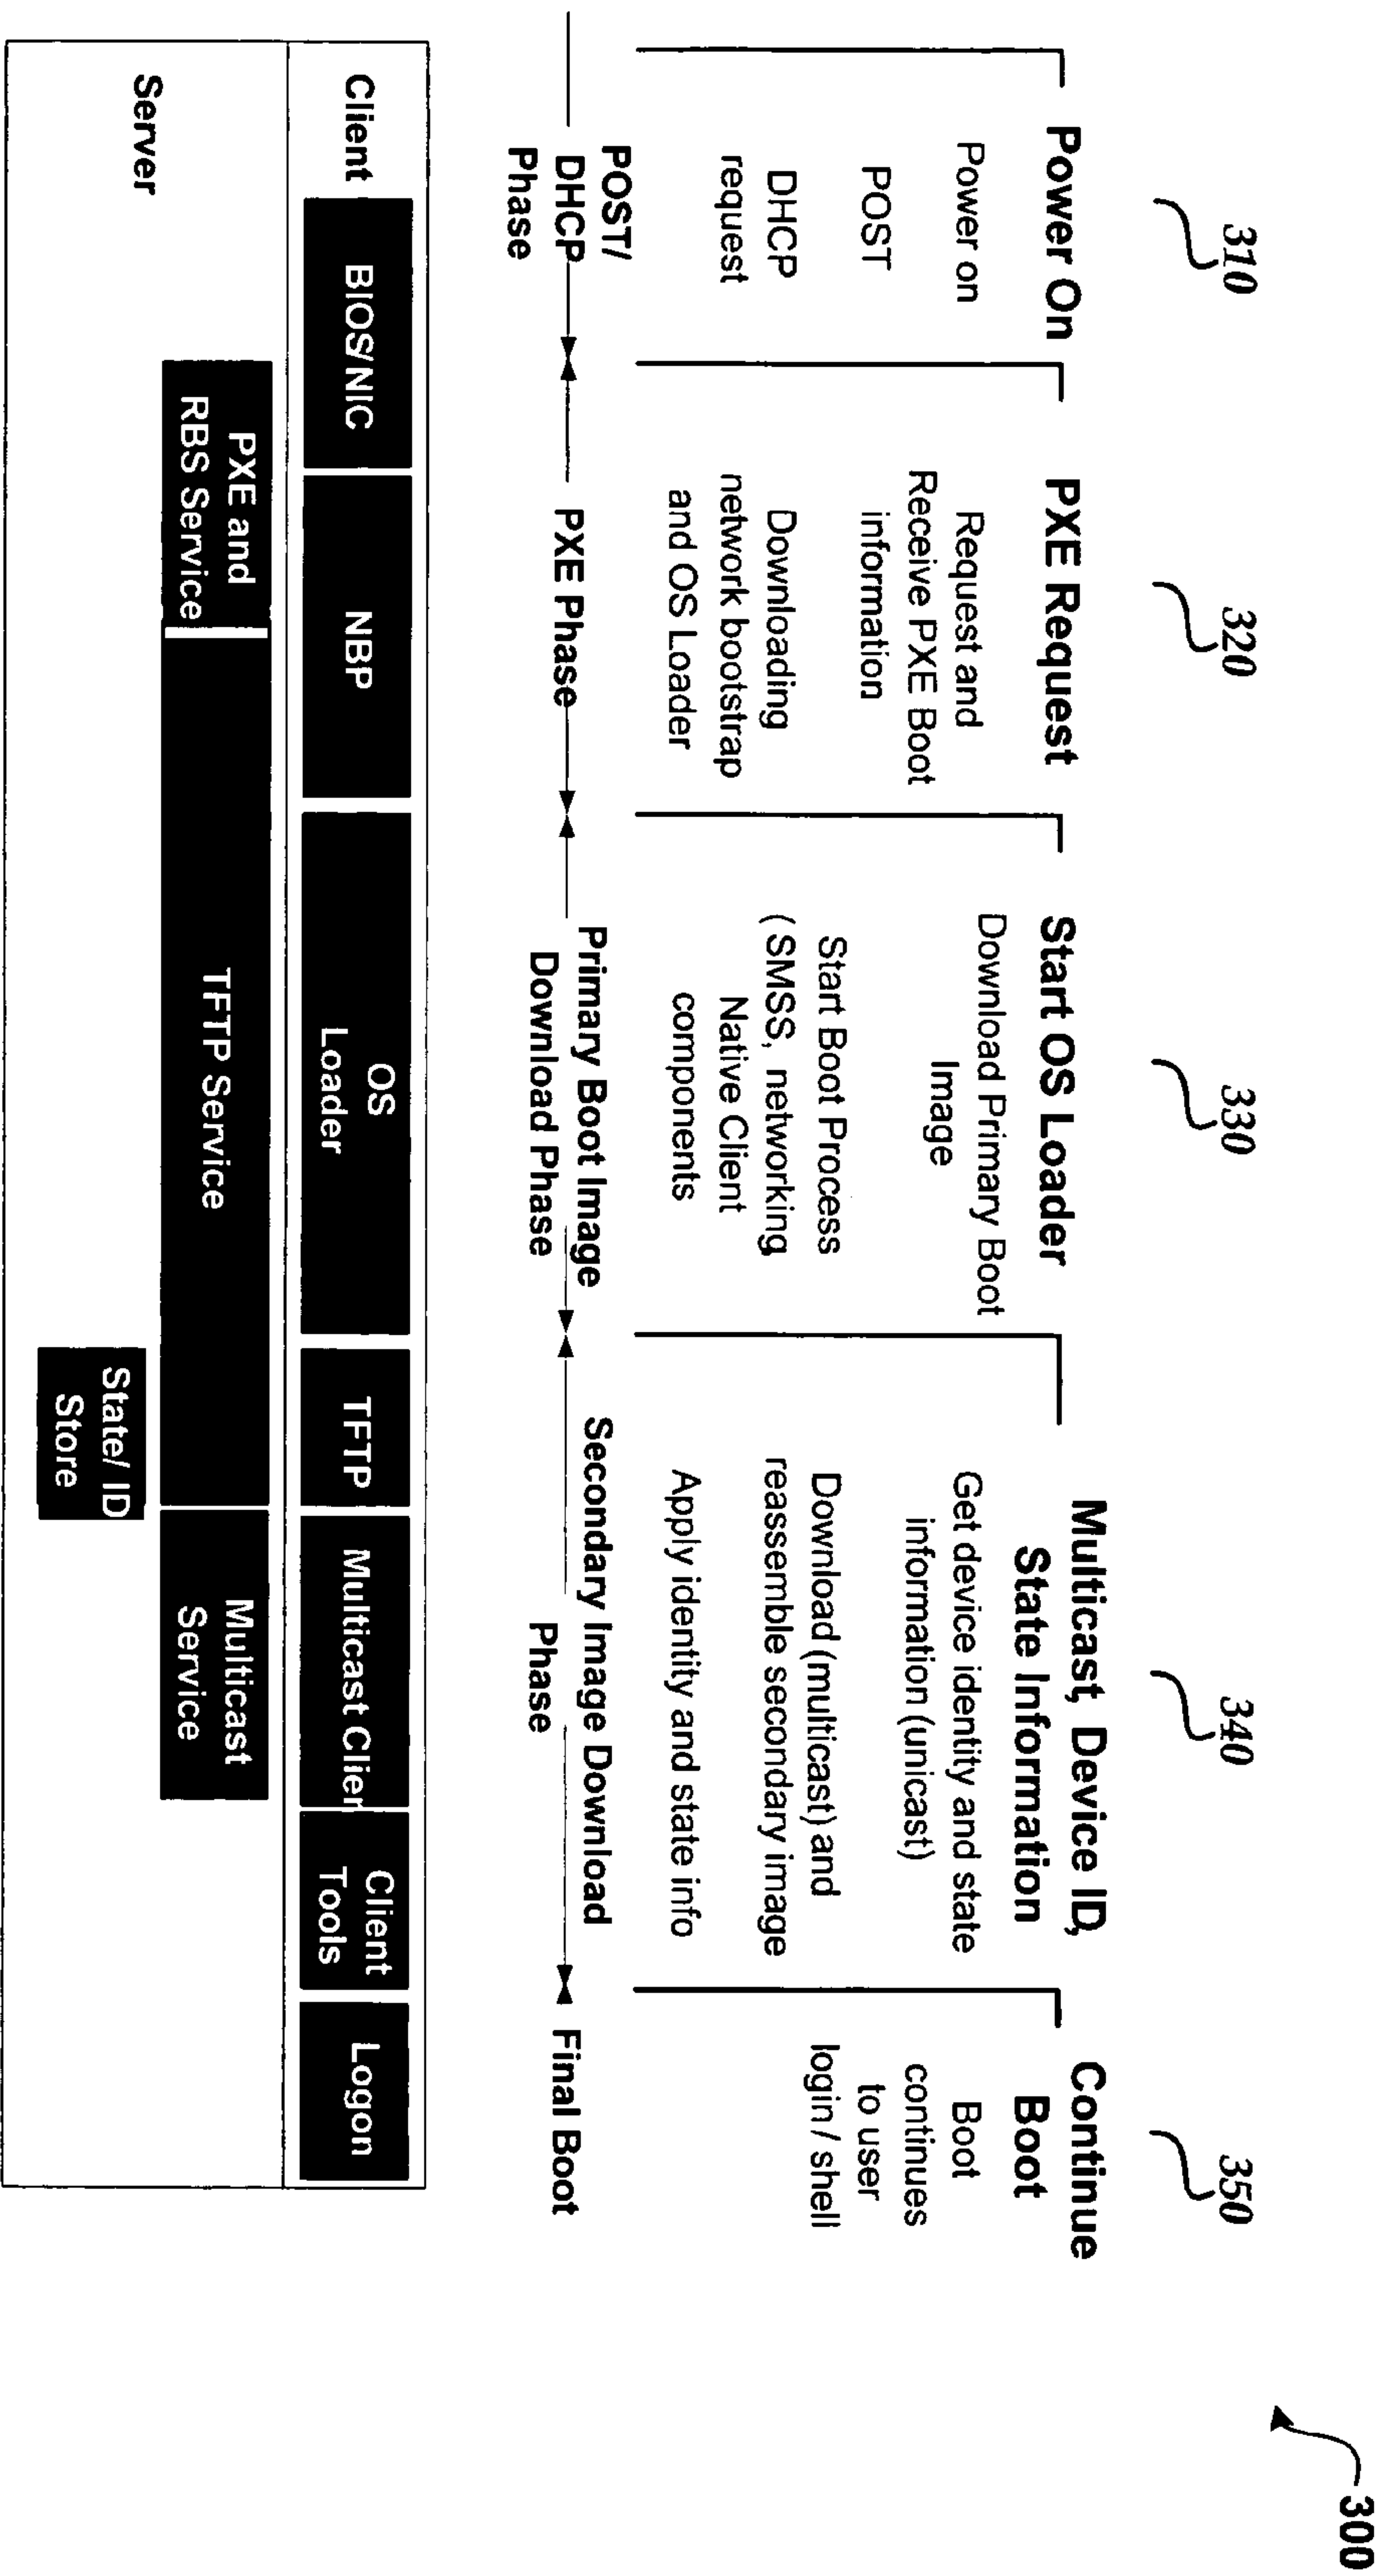 300
310
320
330
340
350
Power On
Power on
POST
DHCP
request
PXE Request
Request and
Receive PXE Boot
information
Downloading
network bootstrap
and OS Loader
Start OS Loader
Download Primary Boot
Image
Start Boot Process
(SMSS, networking
Native Client
components
Multicast, Device ID,
State Information
Get device identity and state
information (unicast)
Download (multicast) and
reassemble secondary image
Apply identity and state info
Continue
Boot
Boot
continues
to user
login / shell
POST/
DHCP
Phase
PXE Phase
Primary Boot Image
Download Phase
Secondary Image Download
Phase
Final Boot
Client
BIOS/NIC
NBP
OS
Loader
TFTP
Multicast Clien
Client
Tools
Logon
Server
PXE and
RBS Service
TFTP Service
Multicast
Service
State/ ID
Store